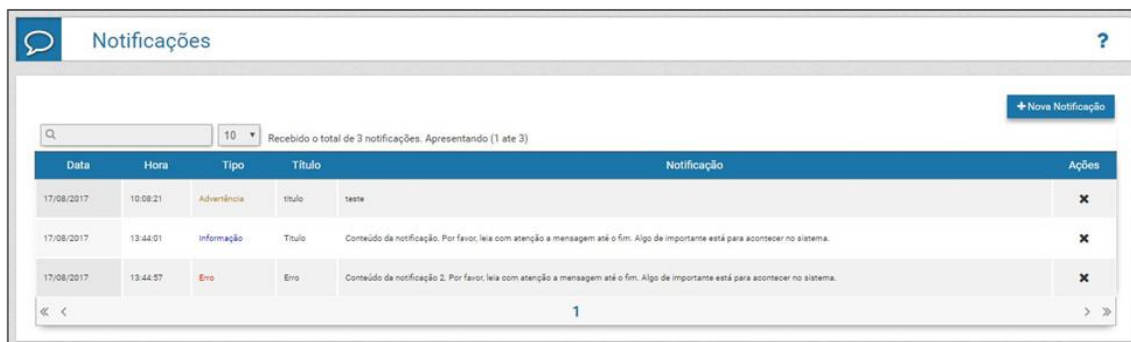 Notificações ?
+Nova Notificação
10 Recebido o total de 3 notificações. Apresentando (1 ate 3)
Data Hora Tipo Título Notificação Ações
17/08/2017 10:08:21 Advertência titulo teste
17/08/2017 13:44:01 Informação Titulo Conteúdo da notificação. Por favor, leia com atenção a mensagem até o fim. Algo de importante está para acontecer no sistema.
17/08/2017 13:44:57 Erro Erro Conteúdo da notificação 2. Por favor, leia com atenção a mensagem até o fim. Algo de importante está para acontecer no sistema.
« < 1 > »